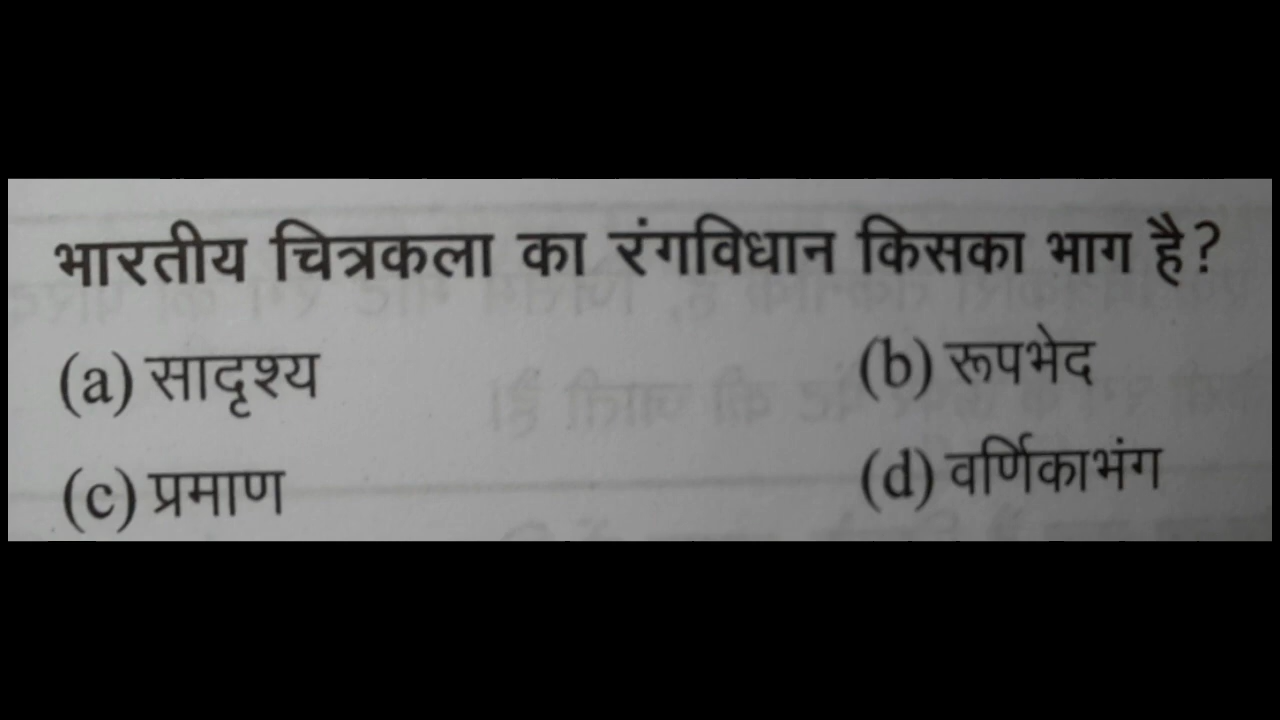 भारतीय चित्रकला का रंगविधान किसका भाग है?
(a) सादृश्य (b) रूपभेद
(c) प्रमाण (d) वर्णिकाभंग